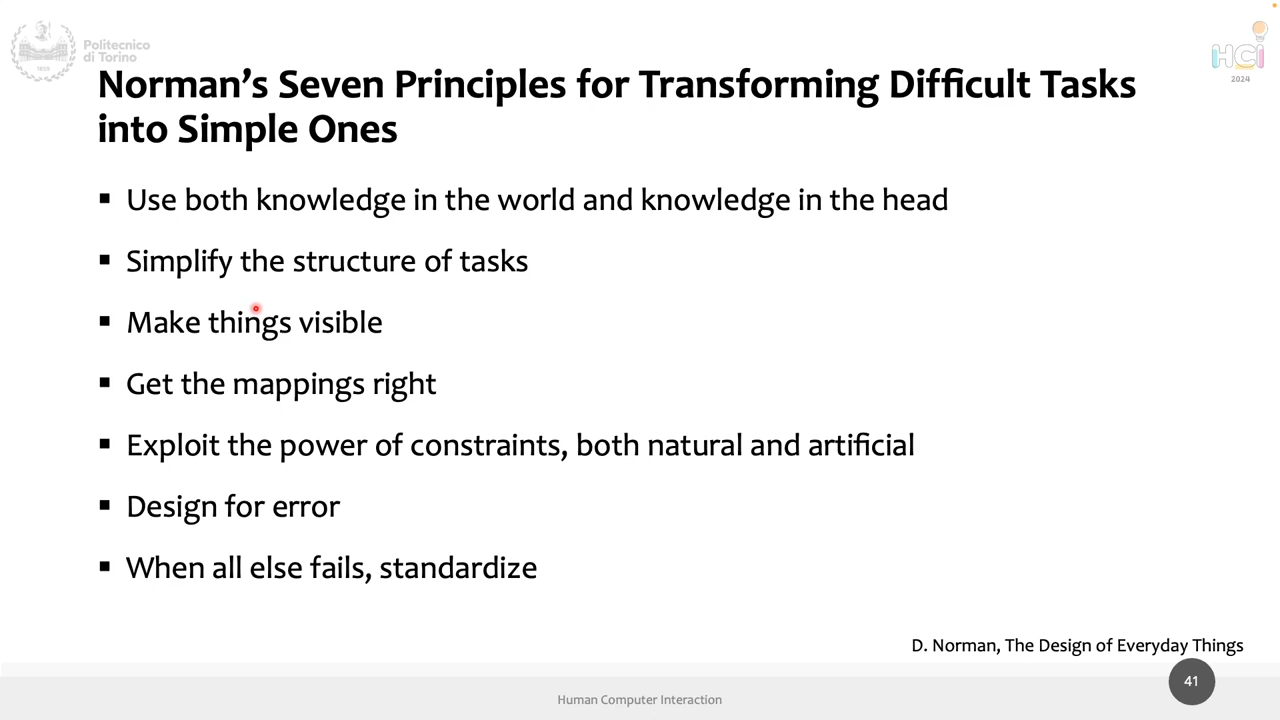 Politecnico
di Torino
1859
HCI
2024
Norman’s Seven Principles for Transforming Difficult Tasks
into Simple Ones
▪ Use both knowledge in the world and knowledge in the head
▪ Simplify the structure of tasks
▪ Make things visible
▪ Get the mappings right
▪ Exploit the power of constraints, both natural and artificial
▪ Design for error
▪ When all else fails, standardize
D. Norman, The Design of Everyday Things
41
Human Computer Interaction